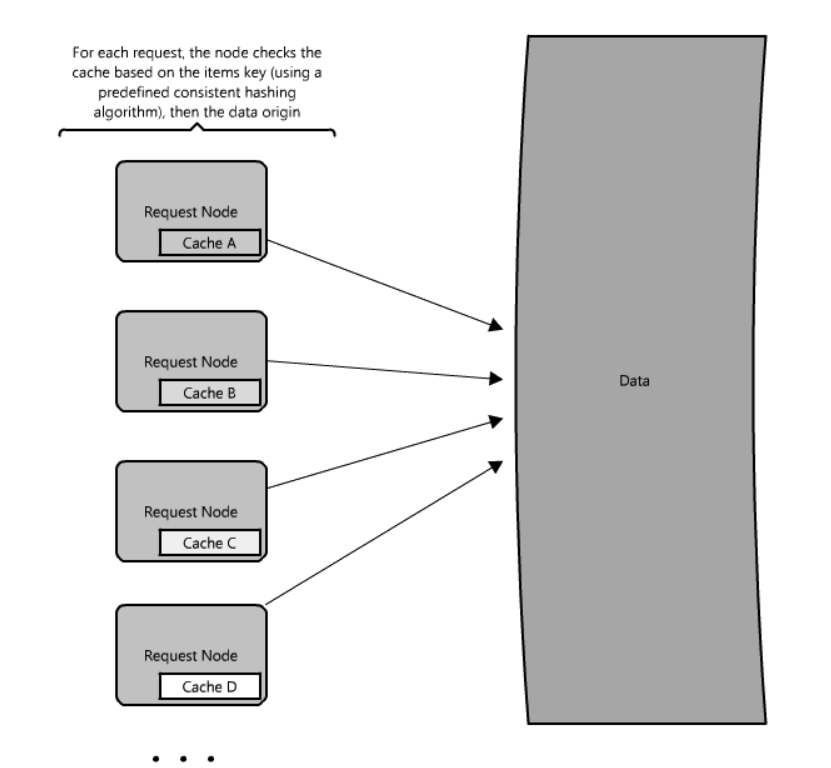 For each request, the node checks the
cache based on the items key (using a
predefined consistent hashing
algorithm), then the data origin
Request Node
Cache A
Request Node
Cache B
Data
Request Node
Cache C
Request Node
Cache D
. . .